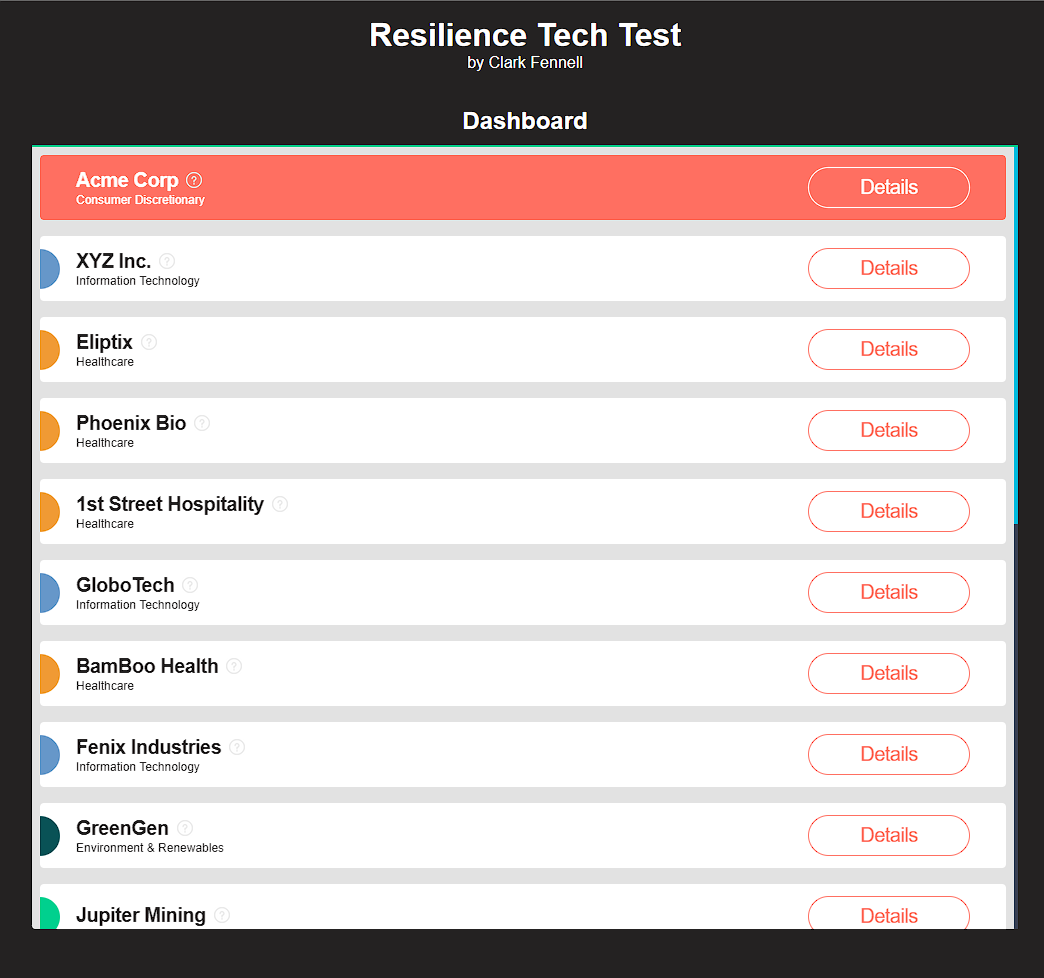 Resilience Tech Test
by Clark Fennell
Dashboard
Acme Corp ?
Consumer Discretionary
Details
XYZ Inc. ?
Information Technology
Details
Eliptix ?
Healthcare
Details
Phoenix Bio ?
Healthcare
Details
1st Street Hospitality ?
Healthcare
Details
GloboTech ?
Information Technology
Details
BamBoo Health ?
Healthcare
Details
Fenix Industries ?
Information Technology
Details
GreenGen ?
Environment & Renewables
Details
Jupiter Mining ?
Details